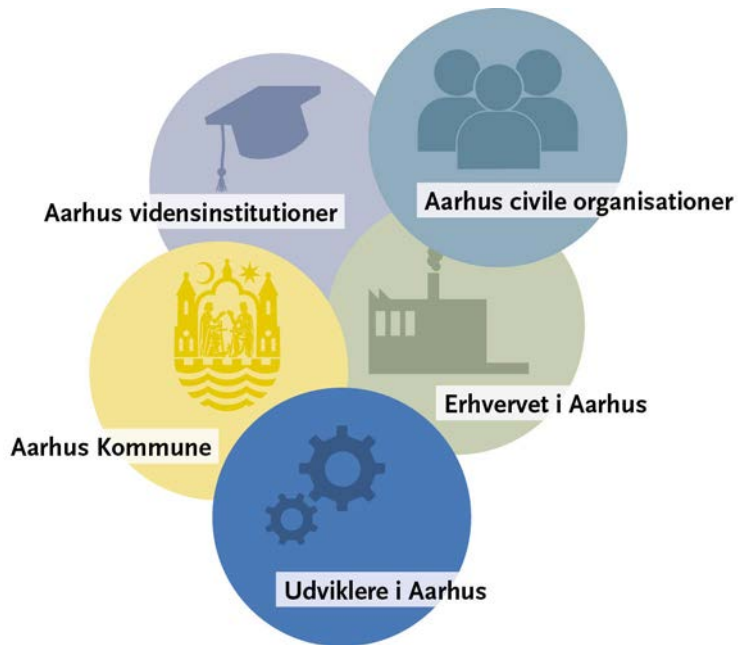 Aarhus vidensinstitutioner
Aarhus civile organisationer
Erhvervet i Aarhus
Aarhus Kommune
Udviklere i Aarhus